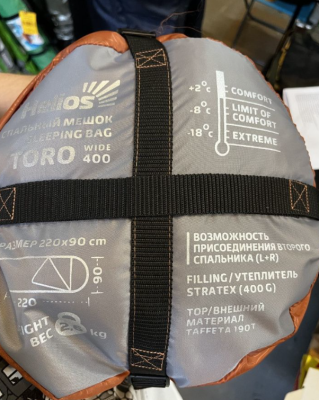 Helios
СПАЛЬНЫЙ МЕШОК
SLEEPING BAG
TORO WIDE 400
+2°C COMFORT
-8°C LIMIT OF COMFORT
-18°C EXTREME
РАЗМЕР 220x90 cm
90
220
ВОЗМОЖНОСТЬ
ПРИСОЕДИНЕНИЯ ВТОРОГО
СПАЛЬНИКА (L+R)
FILLING/УТЕПЛИТЕЛЬ
STRATEX (400 G)
TOP/ВНЕШНИЙ
МАТЕРИАЛ
TAFFETA 190T
ВЕС kg